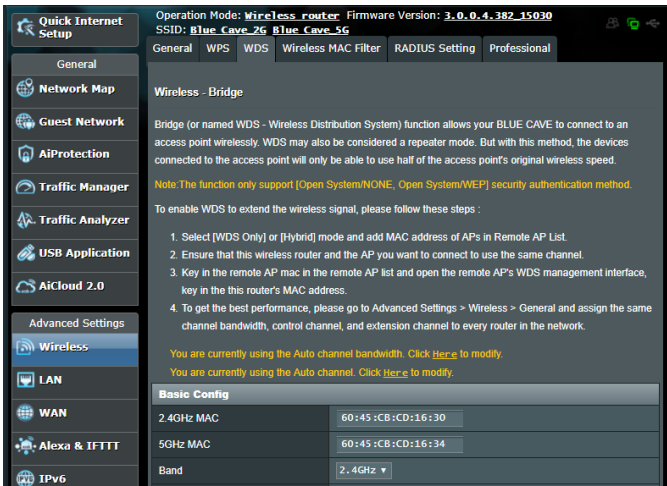 Quick Internet
Setup
Operation Mode: Wireless router Firmware Version: 3.0.0.4.382_15030
SSID: Blue Cave_2G Blue Cave_5G
General WPS WDS Wireless MAC Filter RADIUS Setting Professional
General
Network Map
Guest Network
AiProtection
Traffic Manager
Traffic Analyzer
USB Application
AiCloud 2.0
Advanced Settings
Wireless
LAN
WAN
Alexa & IFTTT
IPv6
Wireless - Bridge
Bridge (or named WDS - Wireless Distribution System) function allows your BLUE CAVE to connect to an
access point wirelessly. WDS may also be considered a repeater mode. But with this method, the devices
connected to the access point will only be able to use half of the access point's original wireless speed.
Note:The function only support [Open System/NONE, Open System/WEP] security authentication method.
To enable WDS to extend the wireless signal, please follow these steps :
1. Select [WDS Only] or [Hybrid] mode and add MAC address of APs in Remote AP List.
2. Ensure that this wireless router and the AP you want to connect to use the same channel.
3. Key in the remote AP mac in the remote AP list and open the remote AP's WDS management interface,
key in the this router's MAC address.
4. To get the best performance, please go to Advanced Settings > Wireless > General and assign the same
channel bandwidth, control channel, and extension channel to every router in the network.
You are currently using the Auto channel bandwidth. Click Here to modify.
You are currently using the Auto channel. Click Here to modify.
Basic Config
2.4GHz MAC 60:45:CB:CD:16:30
5GHz MAC 60:45:CB:CD:16:34
Band 2.4GHz